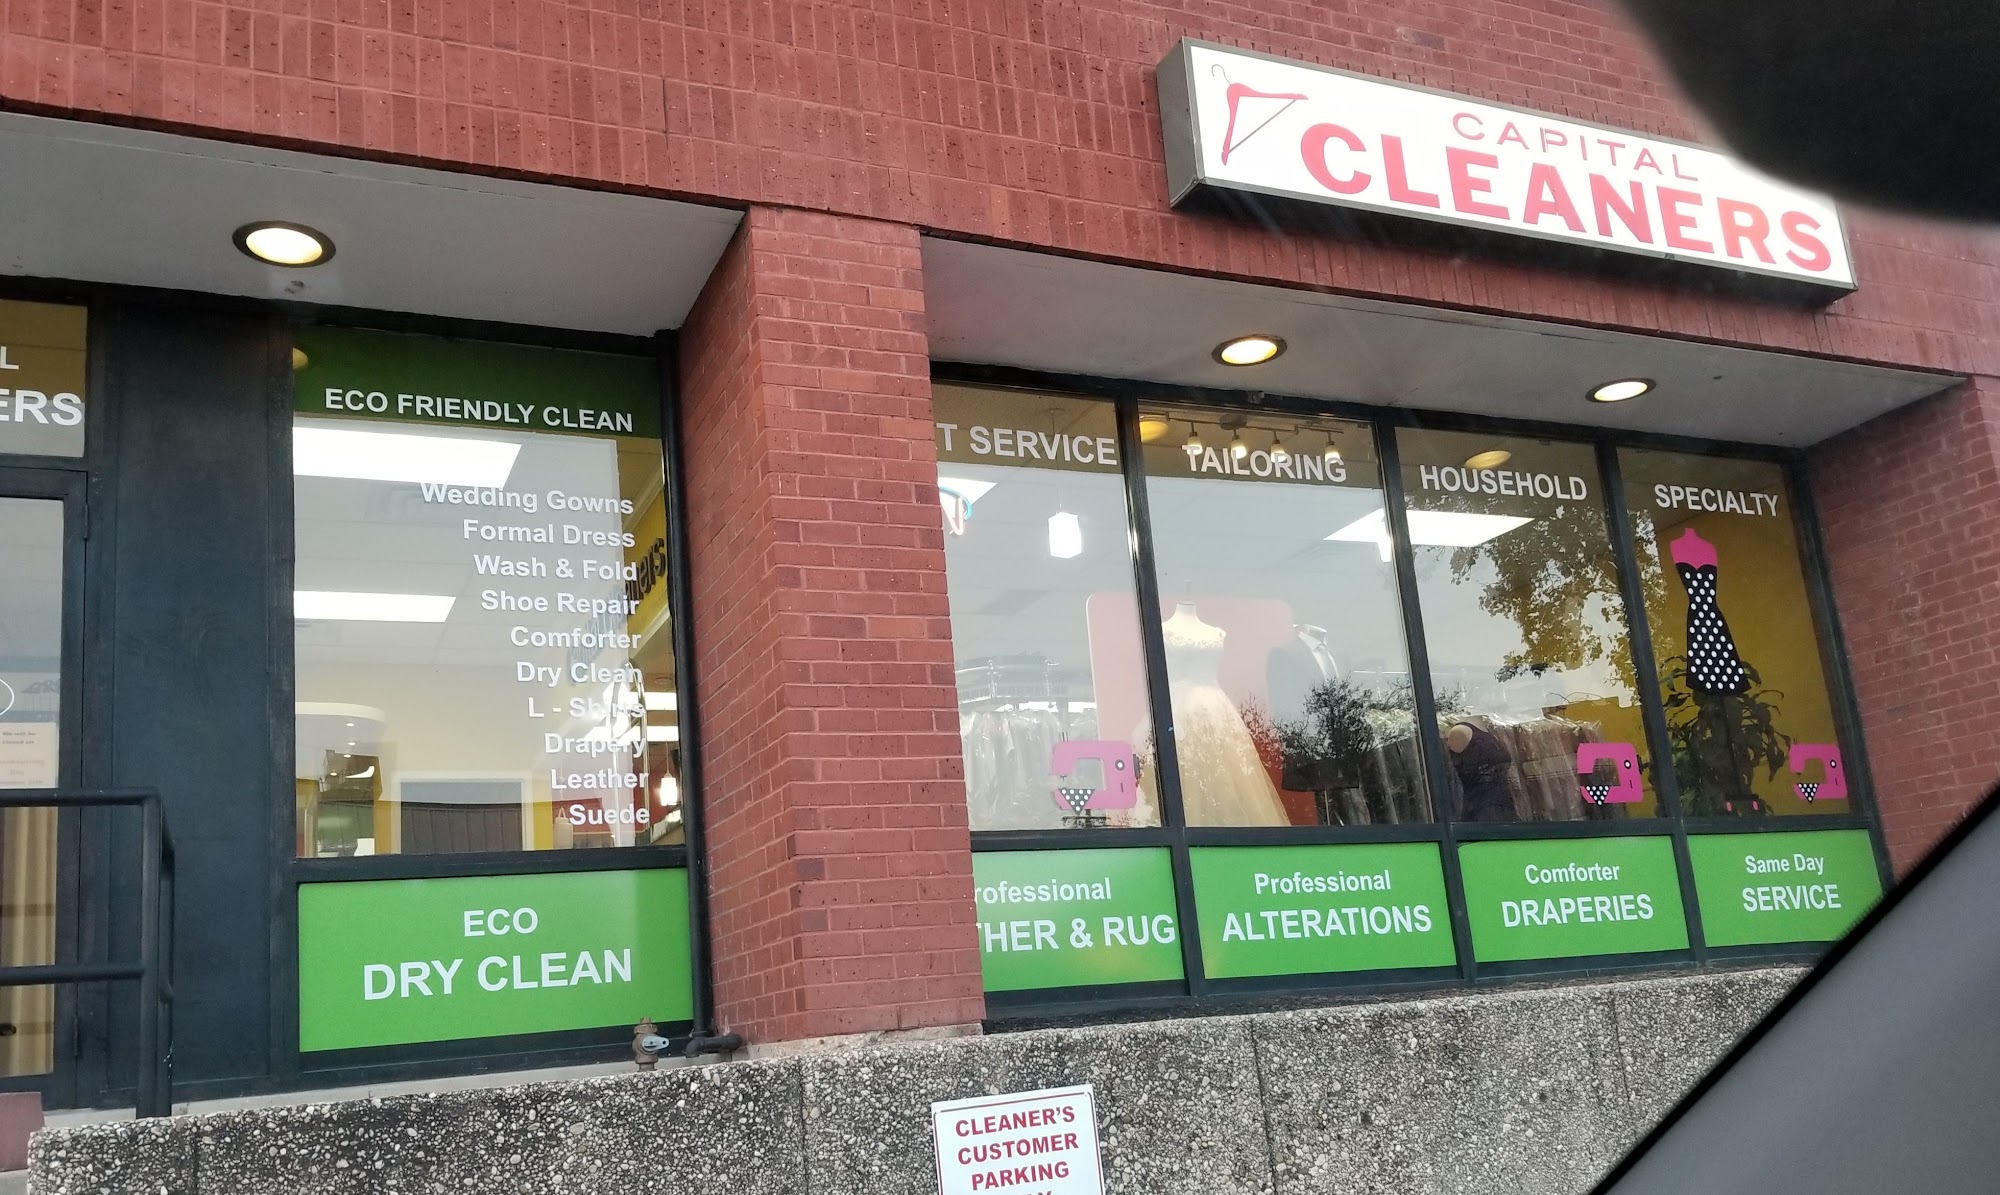 CAPITAL
CLEANERS
L
ERS
ECO FRIENDLY CLEAN
Wedding Gowns
Formal Dress
Wash & Fold
Shoe Repair
Comforter
Dry Clean
L - Shirts
Drapery
Leather
Suede
ECO
DRY CLEAN
T SERVICE
TAILORING
HOUSEHOLD
SPECIALTY
rofessional
THER & RUG
Professional
ALTERATIONS
Comforter
DRAPERIES
Same Day
SERVICE
CLEANER'S
CUSTOMER
PARKING